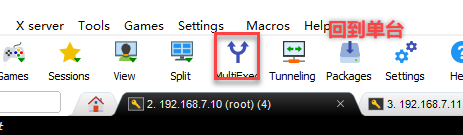 X server Tools Games Settings Macros Help
回到单台
Games Sessions View Split MultiExec Tunneling Packages Settings Help
2. 192.168.7.10 (root) (4) 3. 192.168.7.11